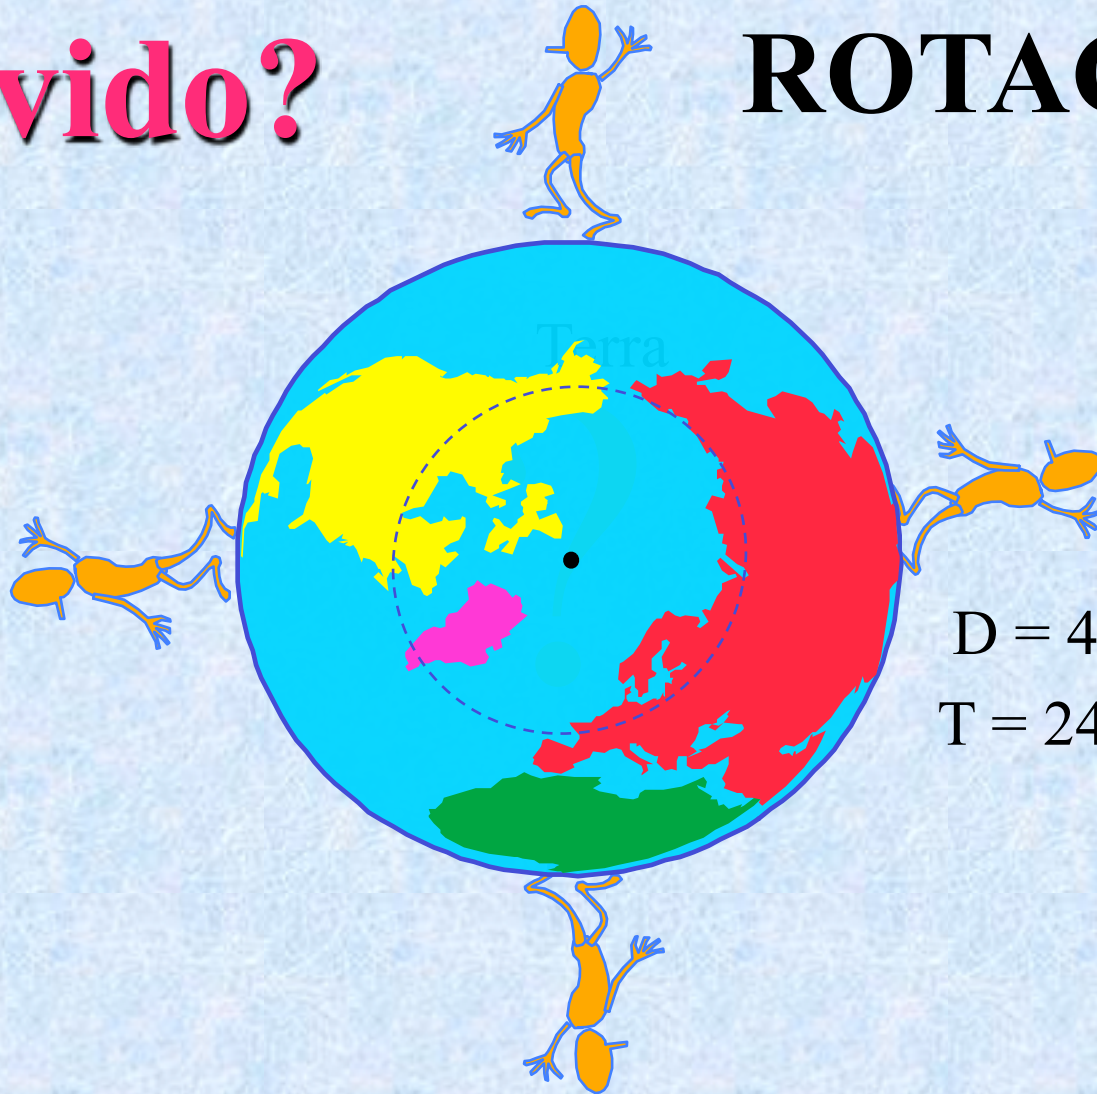 vido?
ROTAÇ
Terra
?
D = 4
T = 24